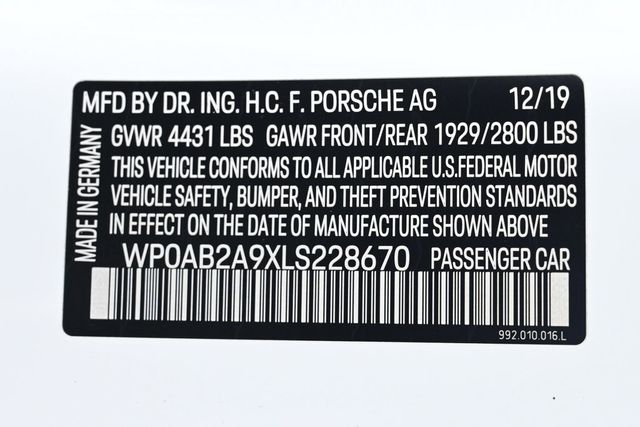 MFD BY DR. ING. H.C. F. PORSCHE AG 12/19
MADE IN GERMANY
GVWR 4431 LBS GAWR FRONT/REAR 1929/2800 LBS
THIS VEHICLE CONFORMS TO ALL APPLICABLE U.S.FEDERAL MOTOR
VEHICLE SAFETY, BUMPER, AND THEFT PREVENTION STANDARDS
IN EFFECT ON THE DATE OF MANUFACTURE SHOWN ABOVE
WP0AB2A9XLS228670 PASSENGER CAR
992.010.016.L